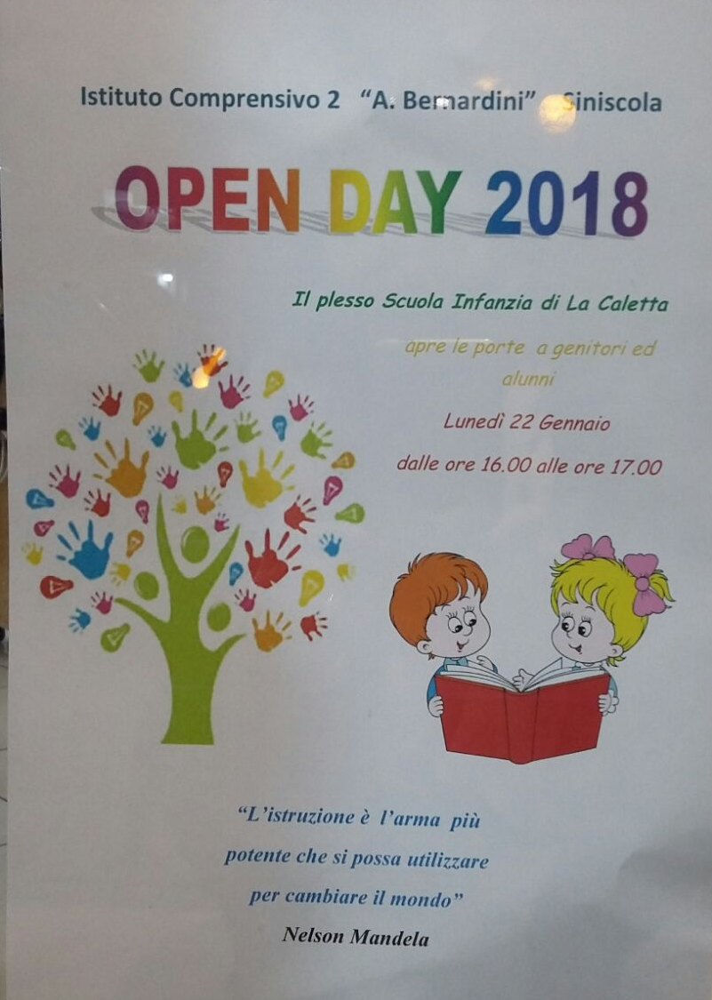 Istituto Comprensivo 2 “A. Bernardini” Siniscola
OPEN DAY 2018
Il plesso Scuola Infanzia di La Caletta
apre le porte a genitori ed
alunni
Lunedì 22 Gennaio
dalle ore 16.00 alle ore 17.00
“L’istruzione è l’arma più
potente che si possa utilizzare
per cambiare il mondo”
Nelson Mandela